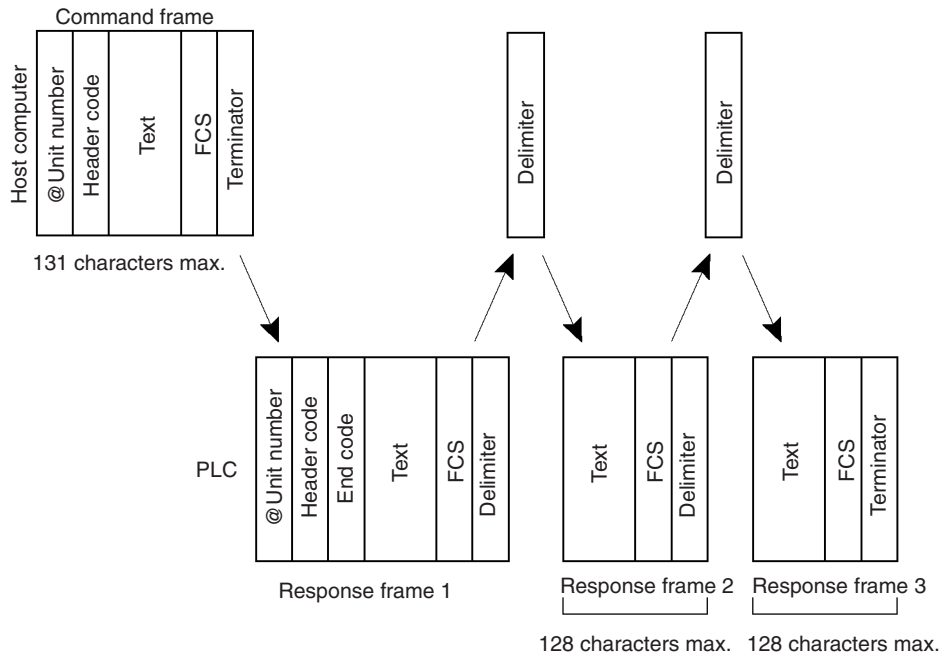 Command frame
Host computer
@Unit number
Header code
Text
FCS
Terminator
131 characters max.
Delimiter
Delimiter
PLC
@Unit number
Header code
End code
Text
FCS
Delimiter
Response frame 1
Text
FCS
Delimiter
Response frame 2
128 characters max.
Text
FCS
Terminator
Response frame 3
128 characters max.